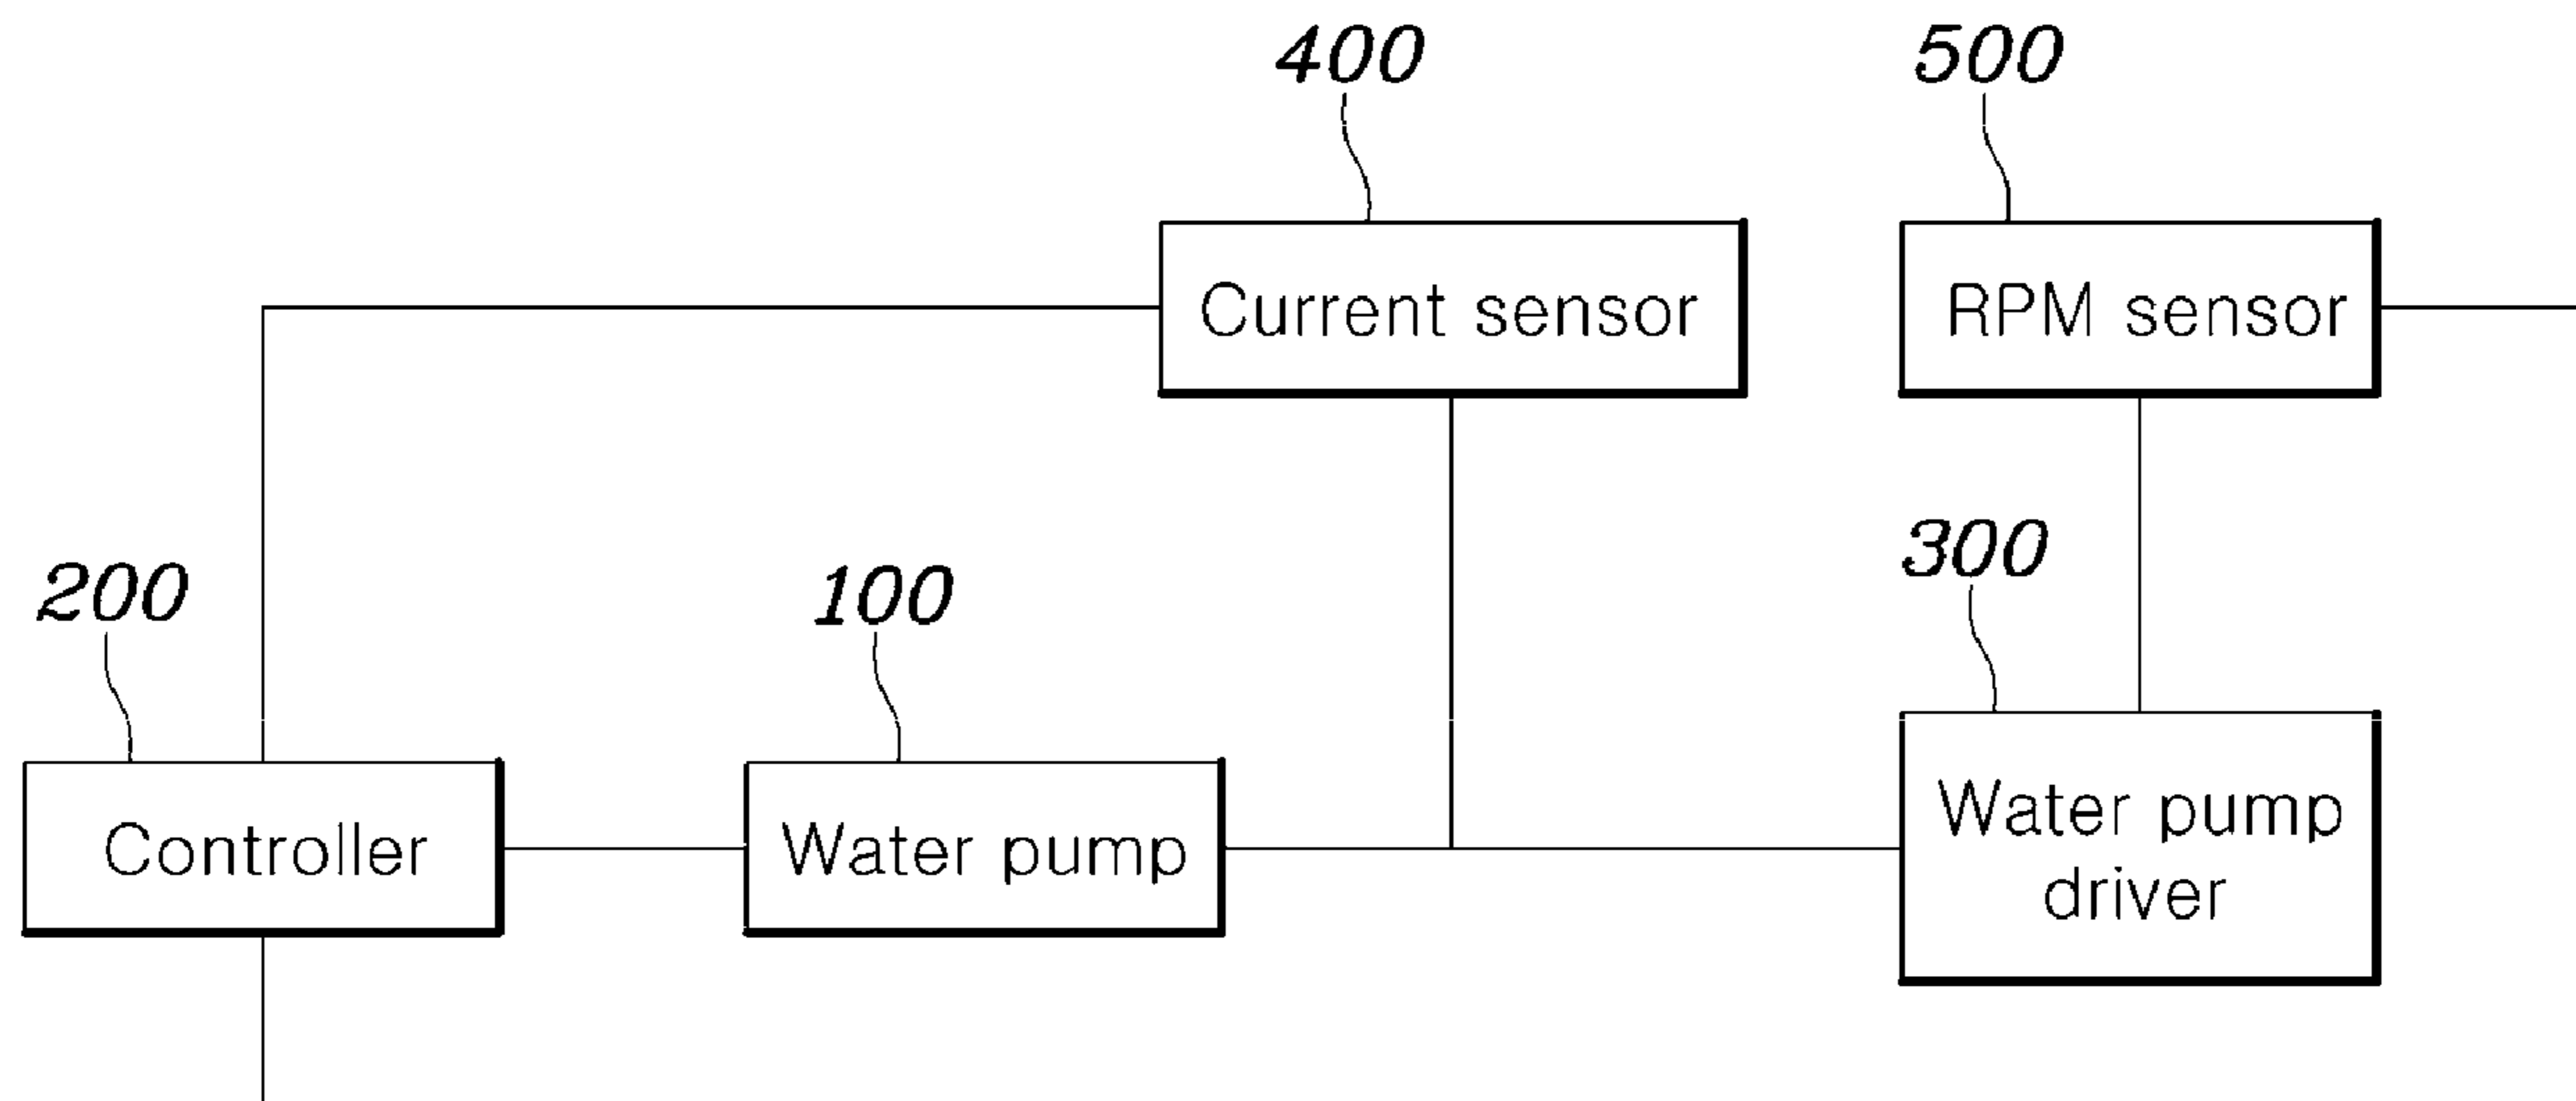 400
500
Current sensor
RPM sensor
300
200
100
Controller
Water pump
Water pump
driver